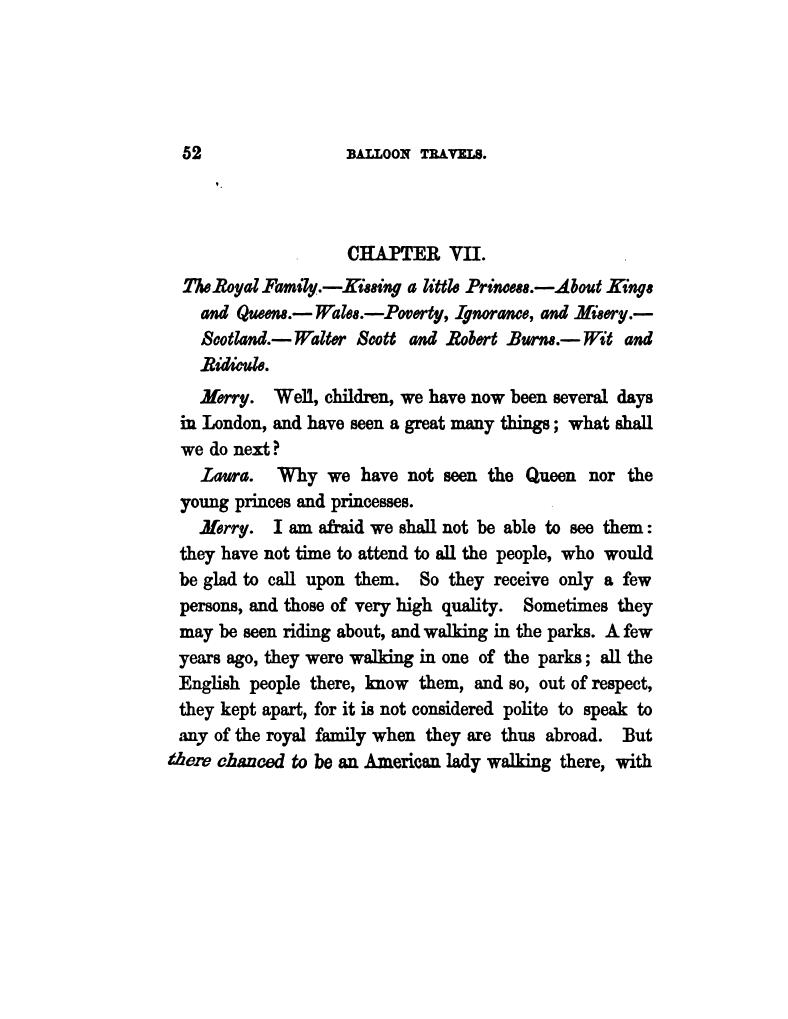 52 BALLOON TRAVELS.
CHAPTER VII.
The Royal Family.—Kissing a little Princess.—About Kings
and Queens.—Wales.—Poverty, Ignorance, and Misery.—
Scotland.—Walter Scott and Robert Burns.—Wit and
Ridicule.
Merry. Well, children, we have now been several days
in London, and have seen a great many things; what shall
we do next?
Laura. Why we have not seen the Queen nor the
young princes and princesses.
Merry. I am afraid we shall not be able to see them:
they have not time to attend to all the people, who would
be glad to call upon them. So they receive only a few
persons, and those of very high quality. Sometimes they
may be seen riding about, and walking in the parks. A few
years ago, they were walking in one of the parks; all the
English people there, know them, and so, out of respect,
they kept apart, for it is not considered polite to speak to
any of the royal family when they are thus abroad. But
there chanced to be an American lady walking there, with